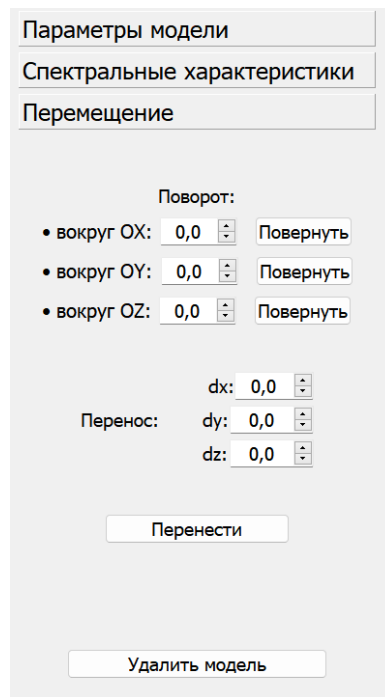 Параметры модели
Спектральные характеристики
Перемещение
Поворот:
• вокруг OX: 0,0 Повернуть
• вокруг OY: 0,0 Повернуть
• вокруг OZ: 0,0 Повернуть
dx: 0,0
Перенос: dy: 0,0
dz: 0,0
Перенести
Удалить модель